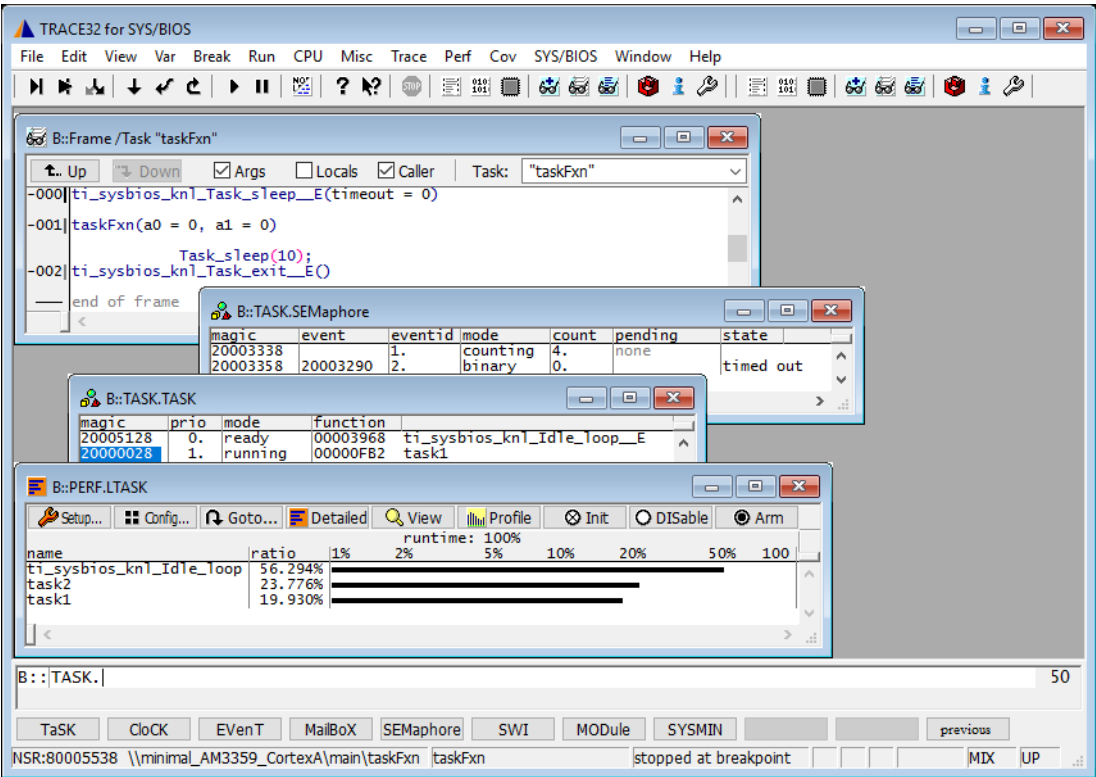 TRACE32 for SYS/BIOS
File Edit View Var Break Run CPU Misc Trace Perf Cov SYS/BIOS Window Help
B::Frame /Task "taskFxn"
Up Down Args Locals Caller Task: "taskFxn"
-000 ti_sysbios_knl_Task_sleep__E(timeout = 0)
-001 taskFxn(a0 = 0, a1 = 0)
Task_sleep(10);
-002 ti_sysbios_knl_Task_exit__E()
end of frame
B::TASK.SEMaphore
magic event eventid mode count pending state
20003338 1. counting 4. none
20003358 20003290 2. binary 0. timed out
B::TASK.TASK
magic prio mode function
20005128 0. ready 00003968 ti_sysbios_knl_Idle_loop__E
20000028 1. running 00000FB2 task1
B::PERF.LTASK
Setup... Config... Goto... Detailed View Profile Init DISable Arm
runtime: 100%
name ratio 1% 2% 5% 10% 20% 50% 100
ti_sysbios_knl_Idle_loop 56.294%
task2 23.776%
task1 19.930%
B::TASK. 50
TaSK CloCK EVenT MailBoX SEMaphore SWI MODule SYSMIN previous
NSR:80005538 \\minimal_AM3359_CortexA\main\taskFxn taskFxn stopped at breakpoint MIX UP